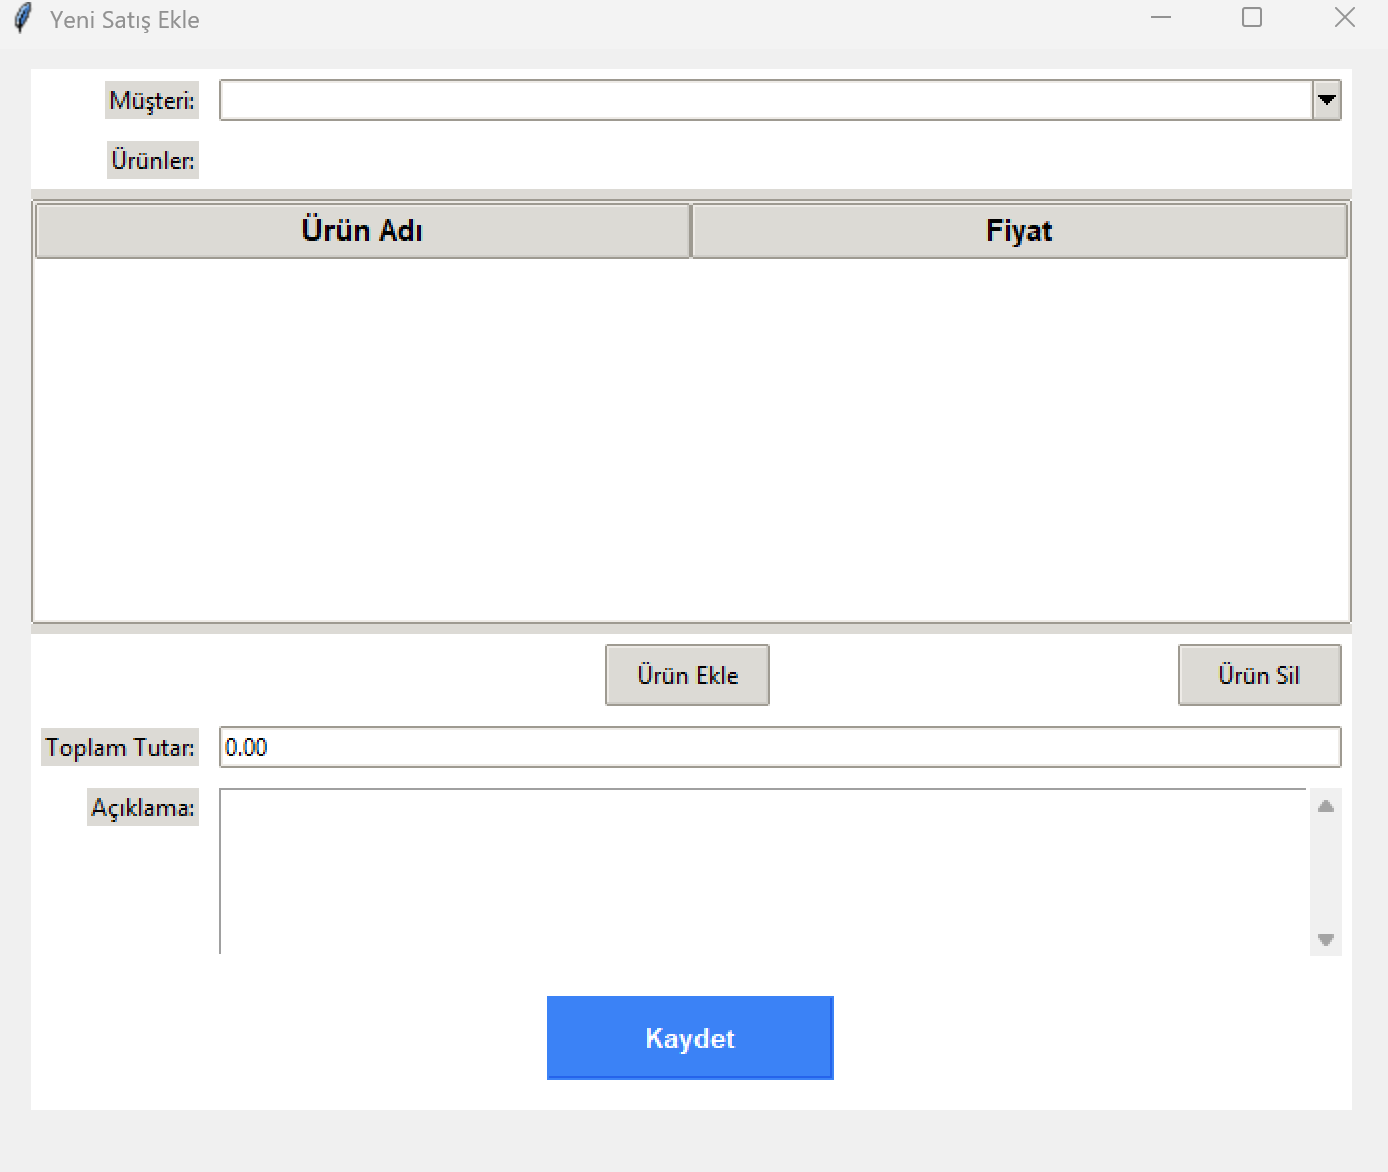 Yeni Satış Ekle
Müşteri:
Ürünler:
Ürün Adı Fiyat
Ürün Ekle Ürün Sil
Toplam Tutar: 0.00
Açıklama:
Kaydet